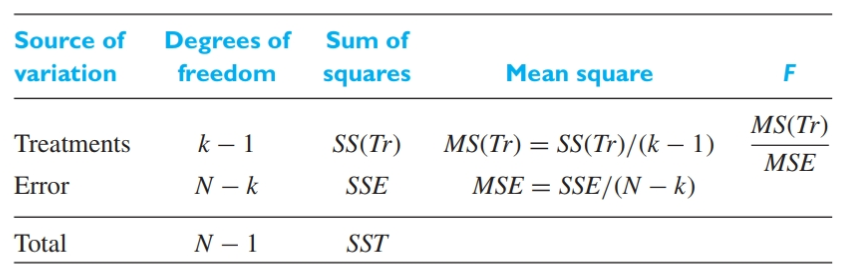 Source of Degrees of Sum of
variation freedom squares Mean square F
Treatments k − 1 SS(Tr) MS(Tr) = SS(Tr)/(k − 1) MS(Tr)/MSE
Error N − k SSE MSE = SSE/(N − k)
Total N − 1 SST